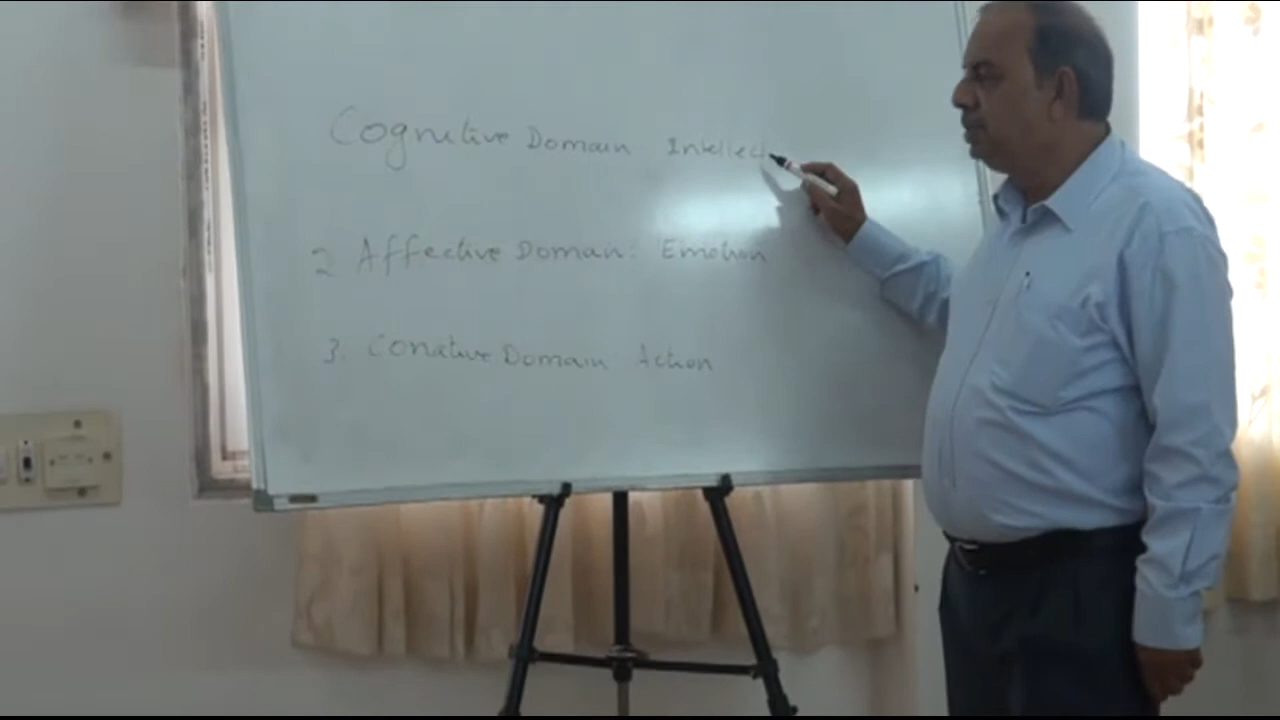 Cognitive Domain Intellect
2 Affective Domain: Emotion
3. Conative Domain Action